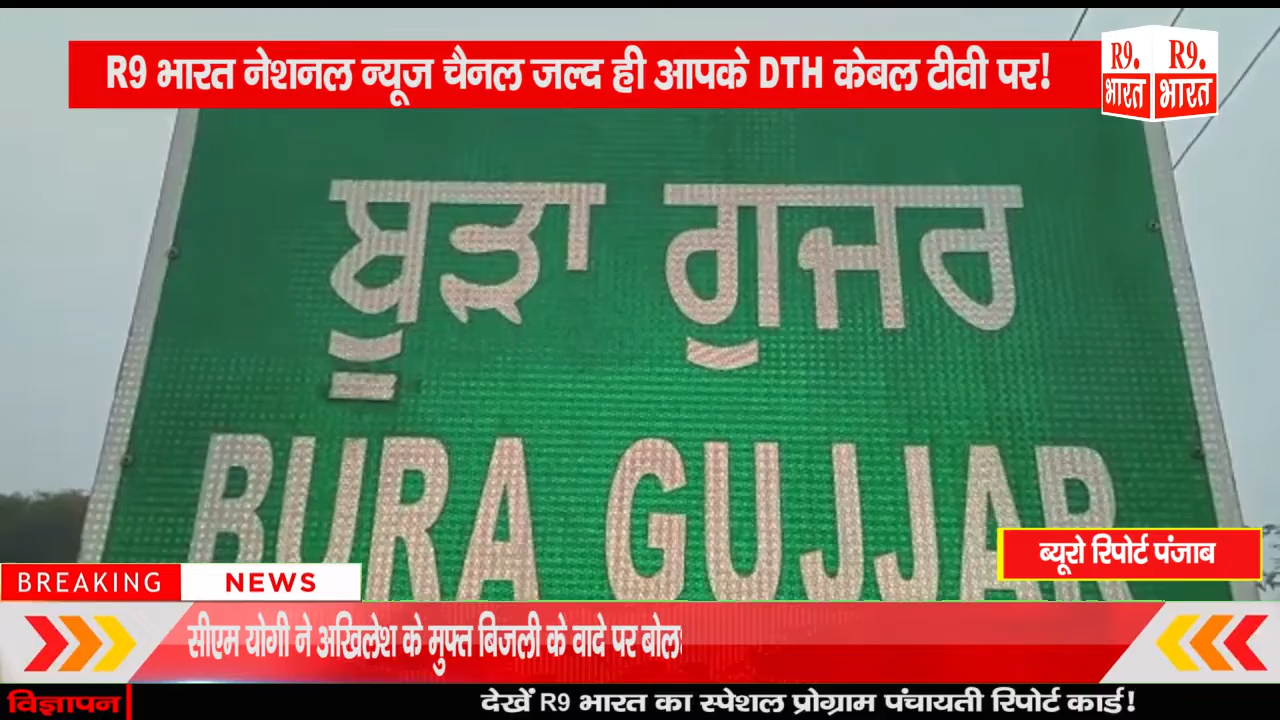 R9 भारत नेशनल न्यूज चैनल जल्द ही आपके DTH केबल टीवी पर!
R9. भारत
R9. भारत
ਬੂੜਾ ਗੁਜਰ
BURA GUJJAR
ब्यूरो रिपोर्ट पंजाब
BREAKING NEWS
सीएम योगी ने अखिलेश के मुफ्त बिजली के वादे पर
विज्ञापन
देखें R9 भारत का स्पेशल प्रोग्राम पंचायती रिपोर्ट कार्ड!